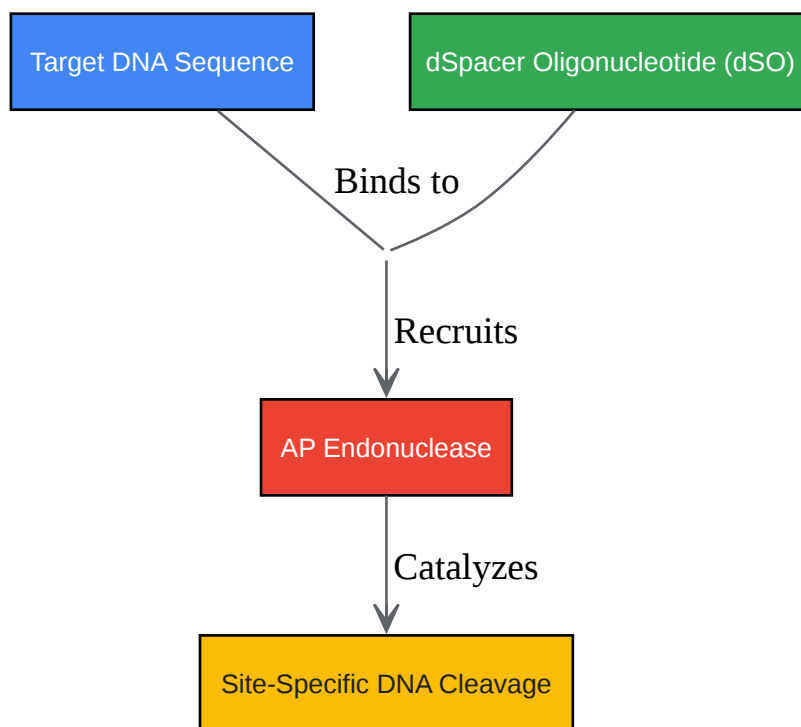 Target DNA Sequence
dSpacer Oligonucleotide (dSO)
Binds to
Recruits
AP Endonuclease
Catalyzes
Site-Specific DNA Cleavage